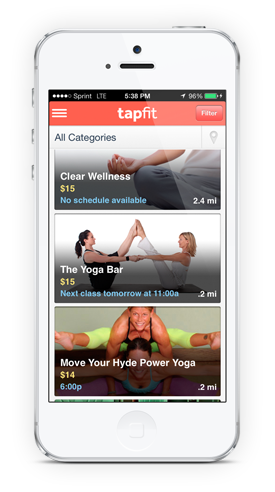 Sprint LTE 5:38 PM 96%
tapfit Filter
All Categories
Clear Wellness
$15
No schedule available 2.4 mi
The Yoga Bar
$15
Next class tomorrow at 11:00a .2 mi
Move Your Hyde Power Yoga
$14
6:00p .2 mi